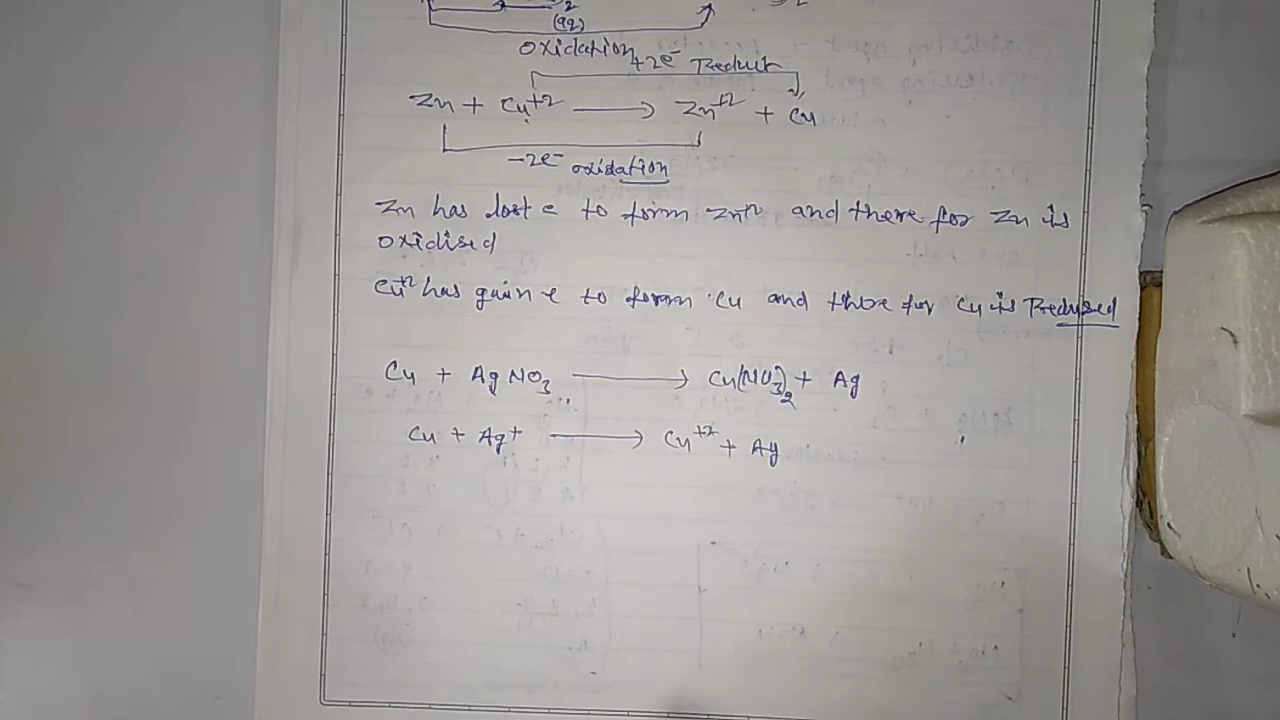 (aq)
Oxidation
+2e⁻ Reduct
Zn + Cu⁺² ⟶ Zn⁺² + Cu
-2e⁻ oxidation
Zn has lost e to form Zn⁺² and there for Zn is
oxidised
Cu⁺² has gain e to form Cu and there for Cu is Redused
Cu + AgNO₃ ⟶ Cu(NO₃)₂ + Ag
Cu + Ag⁺ ⟶ Cu⁺² + Ag